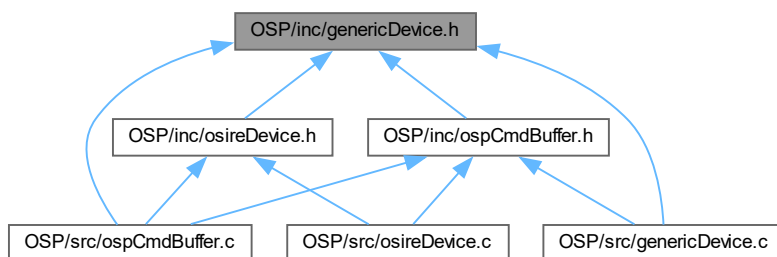 OSP/inc/genericDevice.h
OSP/inc/osireDevice.h
OSP/inc/ospCmdBuffer.h
OSP/src/ospCmdBuffer.c
OSP/src/osireDevice.c
OSP/src/genericDevice.c